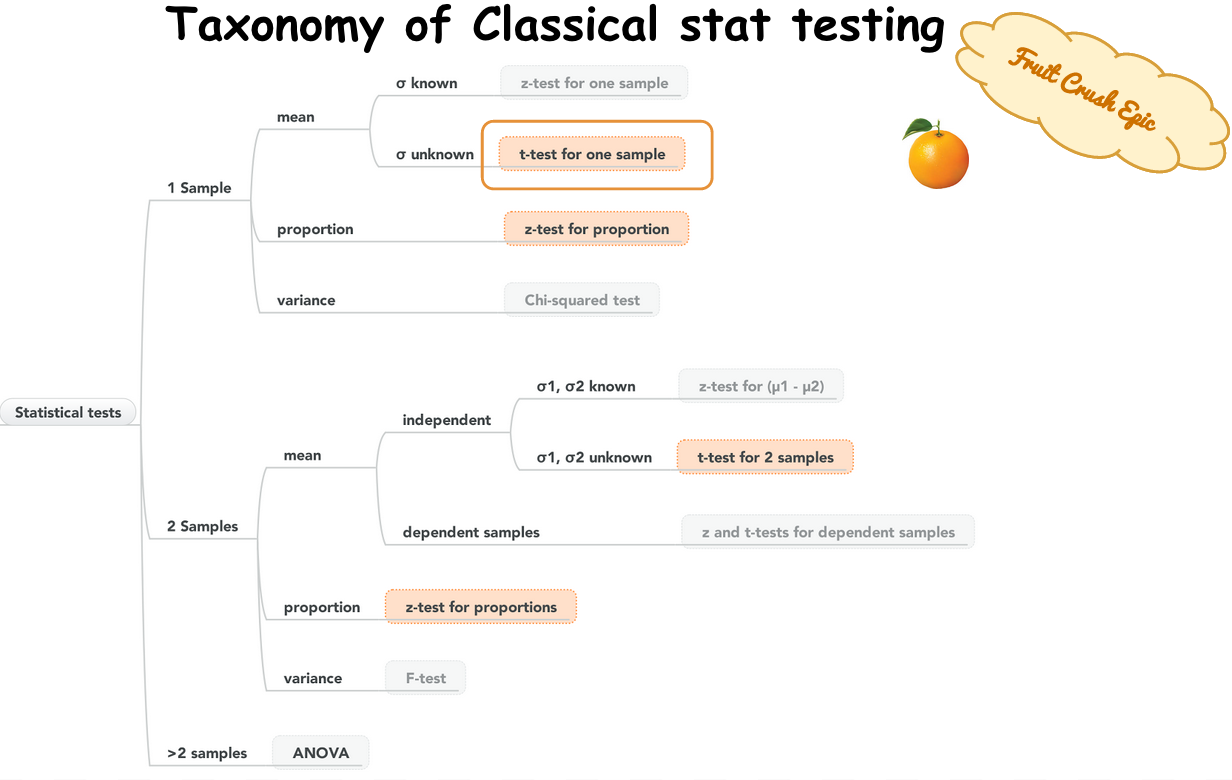 Taxonomy of Classical stat testing
Fruit Crush Epic
σ known
z-test for one sample
mean
σ unknown
t-test for one sample
1 Sample
proportion
z-test for proportion
variance
Chi-squared test
σ1, σ2 known
z-test for (μ1 - μ2)
Statistical tests
independent
mean
σ1, σ2 unknown
t-test for 2 samples
2 Samples
dependent samples
z and t-tests for dependent samples
proportion
z-test for proportions
variance
F-test
>2 samples
ANOVA